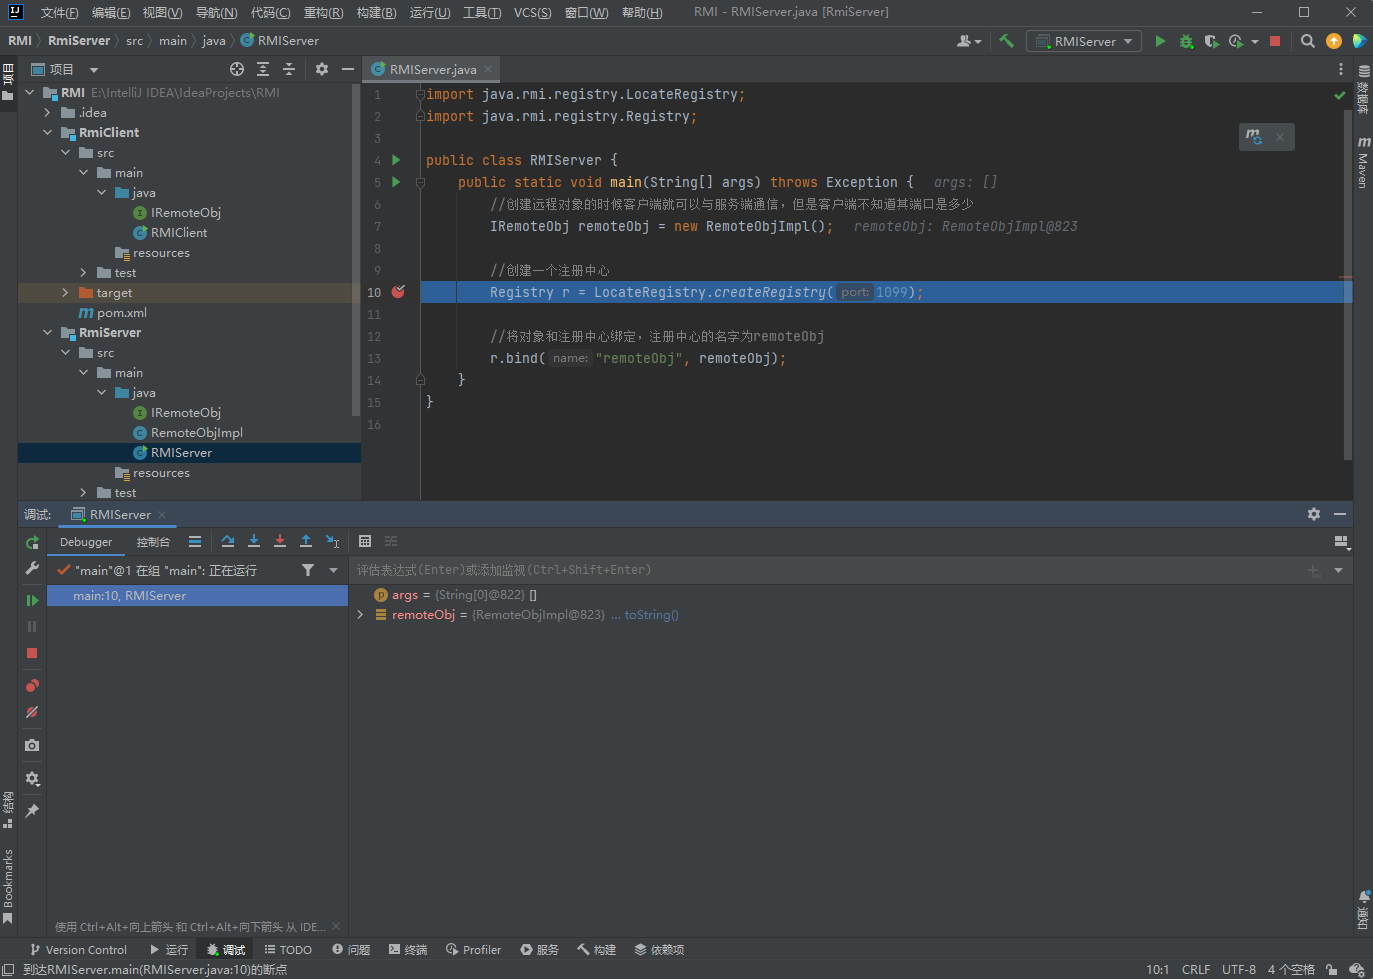 文件(F) 编辑(E) 视图(V) 导航(N) 代码(C) 重构(R) 构建(B) 运行(U) 工具(T) VCS(S) 窗口(W) 帮助(H) RMI - RMIServer.java [RmiServer]
RMI RmiServer src main java RMIServer
RMIServer
项目
项目
RMIServer.java
RMI E:\IntelliJ IDEA\IdeaProjects\RMI
.idea
RmiClient
src
main
java
IRemoteObj
RMIClient
resources
test
target
pom.xml
RmiServer
src
main
java
IRemoteObj
RemoteObjImpl
RMIServer
resources
test
1 import java.rmi.registry.LocateRegistry;
2 import java.rmi.registry.Registry;
3
4 public class RMIServer {
5 public static void main(String[] args) throws Exception { args: []
6 //创建远程对象的时候客户端就可以与服务端通信，但是客户端不知道其端口是多少
7 IRemoteObj remoteObj = new RemoteObjImpl(); remoteObj: RemoteObjImpl@823
8
9 //创建一个注册中心
10 Registry r = LocateRegistry.createRegistry( port: 1099);
11
12 //将对象和注册中心绑定，注册中心的名字为remoteObj
13 r.bind( name: "remoteObj", remoteObj);
14 }
15 }
16
数据库
Maven
调试: RMIServer
Debugger 控制台
"main"@1 在组 "main": 正在运行
main:10, RMIServer
评估表达式(Enter)或添加监视(Ctrl+Shift+Enter)
args = {String[0]@822} []
remoteObj = {RemoteObjImpl@823} ... toString()
结构
Bookmarks
通知
使用 Ctrl+Alt+向上箭头 和 Ctrl+Alt+向下箭头 从 IDE...
Version Control 运行 调试 TODO 问题 终端 Profiler 服务 构建 依赖项
到达RMIServer.main(RMIServer.java:10)的断点
10:1 CRLF UTF-8 4 个空格